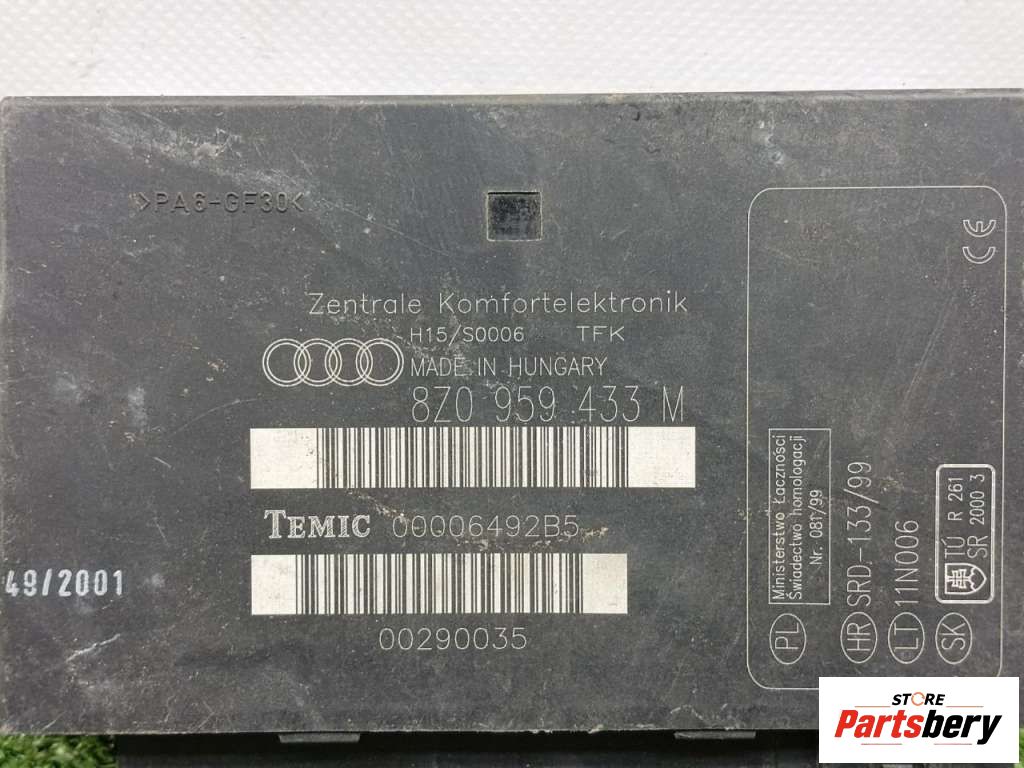 >PA6-GF30<
Zentrale Komfortelektronik
H15/S0006 TFK
MADE IN HUNGARY
8Z0 959 433 M
TEMIC 00006492B5
00290035
49/2001
CE
PL
Ministerstwo Łączności
Świadectwo homologacji
Nr. 081/99
HR SRD.-133/99
LT 11N006
SK
TÚ R 261
SR 2000 3
STORE
Partsbery